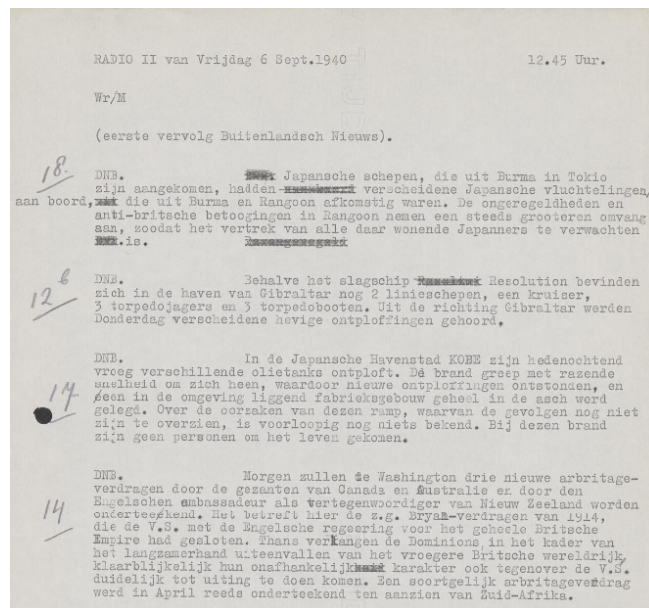 RADIO II van Vrijdag 6 Sept.1940 12.45 Uur.
Wr/M
(eerste vervolg Buitenlandsch Nieuws).
18.
DNB. Japansche schepen, die uit Burma in Tokio
zijn aangekomen, hadden verscheidene Japansche vluchtelingen,
aan boord, die uit Burma en Rangoon afkomstig waren. De ongeregeldheden en
anti-britsche betoogingen in Rangoon nemen een steeds grooteren omvang
aan, zoodat het vertrek van alle daar wonende Japanners te verwachten
is.
12 b
DNB. Behalve het slagschip Resolution bevinden
zich in de haven van Gibraltar nog 2 linieschepen, een kruiser,
3 torpedojagers en 3 torpedobooten. Uit de richting Gibraltar werden
Donderdag verscheidene hevige ontploffingen gehoord.
17
DNB. In de Japansche Havenstad KOBE zijn hedenochtend
vroeg verschillende olietanks ontploft. De brand greep met razende
snelheid om zich heen, waardoor nieuwe ontploffingen ontstonden, en
een in de omgeving liggend fabrieksgebouw geheel in de asch werd
gelegd. Over de oorzaken van dezen ramp, waarvan de gevolgen nog niet
zijn te overzien, is voorloopig nog niets bekend. Bij dezen brand
zijn geen personen om het leven gekomen.
14
DNB. Morgen zullen te Washington drie nieuwe arbitrage-
verdragen door de gezanten van Canada en Australie en door den
Engelschen ambassadeur als vertegenwoordiger van Nieuw Zeeland worden
onderteekend. Het betreft hier de z.g. Bryan-verdragen van 1914,
die de V.S. met de Engelsche regeering voor het geheele Britsche
Empire had gesloten. Thans verlangen de Dominions, in het kader van
het langzamerhand uiteenvallen van het vroegere Britsche wereldrijk,
klaarblijkelijk hun onafhankelijk karakter ook tegenover de V.S.
duidelijk tot uiting te doen komen. Een soortgelijk arbitrageverdrag
werd in April reeds onderteekend ten aanzien van Zuid-Afrika.